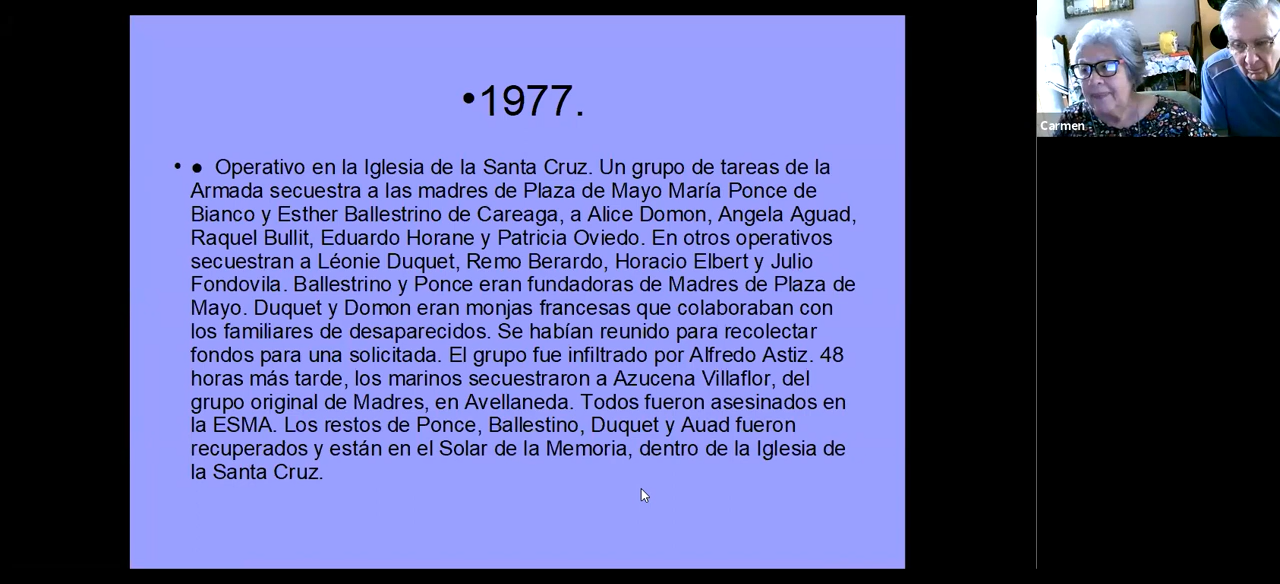 •1977.
• ● Operativo en la Iglesia de la Santa Cruz. Un grupo de tareas de la
Armada secuestra a las madres de Plaza de Mayo María Ponce de
Bianco y Esther Ballestrino de Careaga, a Alice Domon, Angela Aguad,
Raquel Bullit, Eduardo Horane y Patricia Oviedo. En otros operativos
secuestran a Léonie Duquet, Remo Berardo, Horacio Elbert y Julio
Fondovila. Ballestrino y Ponce eran fundadoras de Madres de Plaza de
Mayo. Duquet y Domon eran monjas francesas que colaboraban con
los familiares de desaparecidos. Se habían reunido para recolectar
fondos para una solicitada. El grupo fue infiltrado por Alfredo Astiz. 48
horas más tarde, los marinos secuestraron a Azucena Villaflor, del
grupo original de Madres, en Avellaneda. Todos fueron asesinados en
la ESMA. Los restos de Ponce, Ballestino, Duquet y Auad fueron
recuperados y están en el Solar de la Memoria, dentro de la Iglesia de
la Santa Cruz.
Carmen